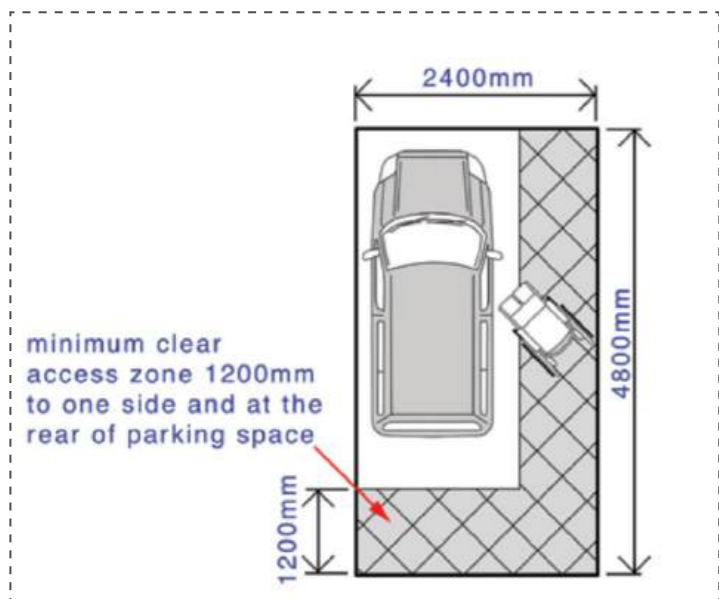 2400mm
4800mm
minimum clear
access zone 1200mm
to one side and at the
rear of parking space
1200mm